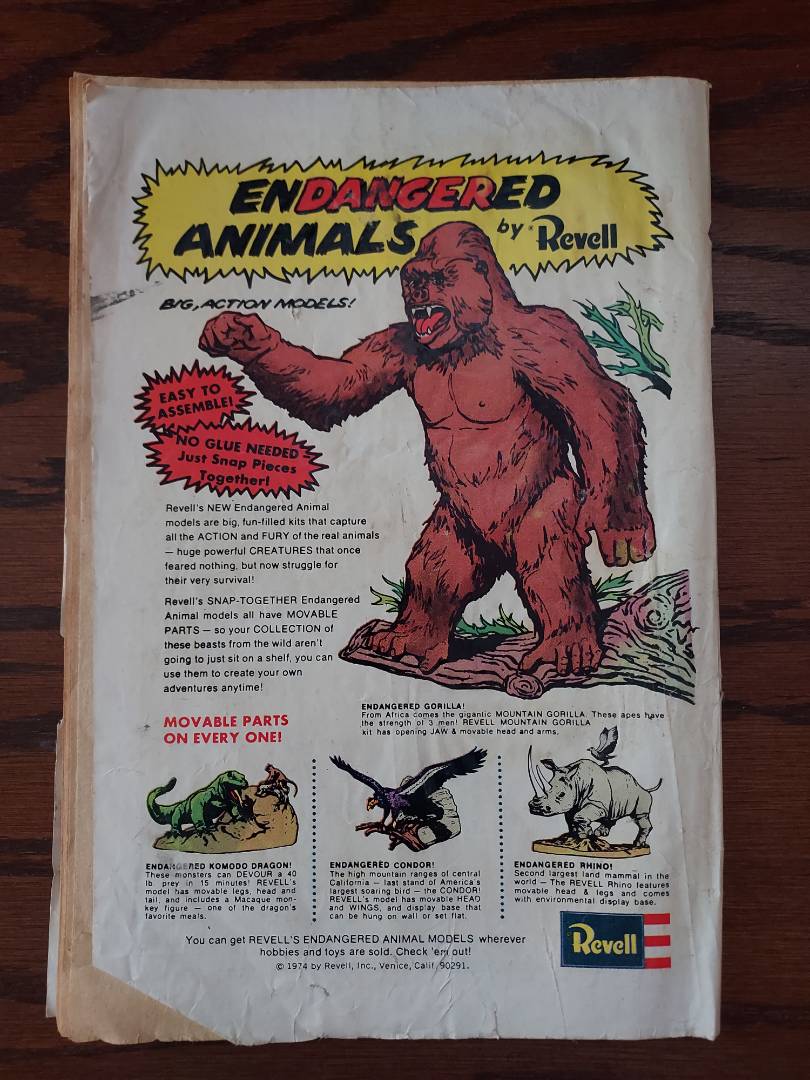 ENDANGERED
ANIMALS by Revell
BIG, ACTION MODELS!
EASY TO
ASSEMBLE!
NO GLUE NEEDED
Just Snap Pieces
Together!
Revell's NEW Endangered Animal
models are big, fun-filled kits that capture
all the ACTION and FURY of the real animals
— huge powerful CREATURES that once
feared nothing, but now struggle for
their very survival!
Revell's SNAP-TOGETHER Endangered
Animal models all have MOVABLE
PARTS — so your COLLECTION of
these beasts from the wild aren't
going to just sit on a shelf, you can
use them to create your own
adventures anytime!
MOVABLE PARTS
ON EVERY ONE!
ENDANGERED GORILLA!
From Africa comes the gigantic MOUNTAIN GORILLA. These apes have
the strength of 3 men! REVELL MOUNTAIN GORILLA
kit has opening JAW & movable head and arms.
ENDANGERED KOMODO DRAGON!
These monsters can DEVOUR a 40
lb prey in 15 minutes! REVELL's
model has movable legs, head and
tail, and includes a Macaque mon-
key figure — one of the dragon's
favorite meals.
ENDANGERED CONDOR!
The high mountain ranges of central
California — last stand of America's
largest soaring bird — the CONDOR!
REVELL's model has movable HEAD
and WINGS, and display base that
can be hung on wall or set flat.
ENDANGERED RHINO!
Second largest land mammal in the
world — The REVELL Rhino features
movable head & legs and comes
with environmental display base.
You can get REVELL'S ENDANGERED ANIMAL MODELS wherever
hobbies and toys are sold. Check 'em out!
© 1974 by Revell, Inc., Venice, Calif. 90291.
Revell